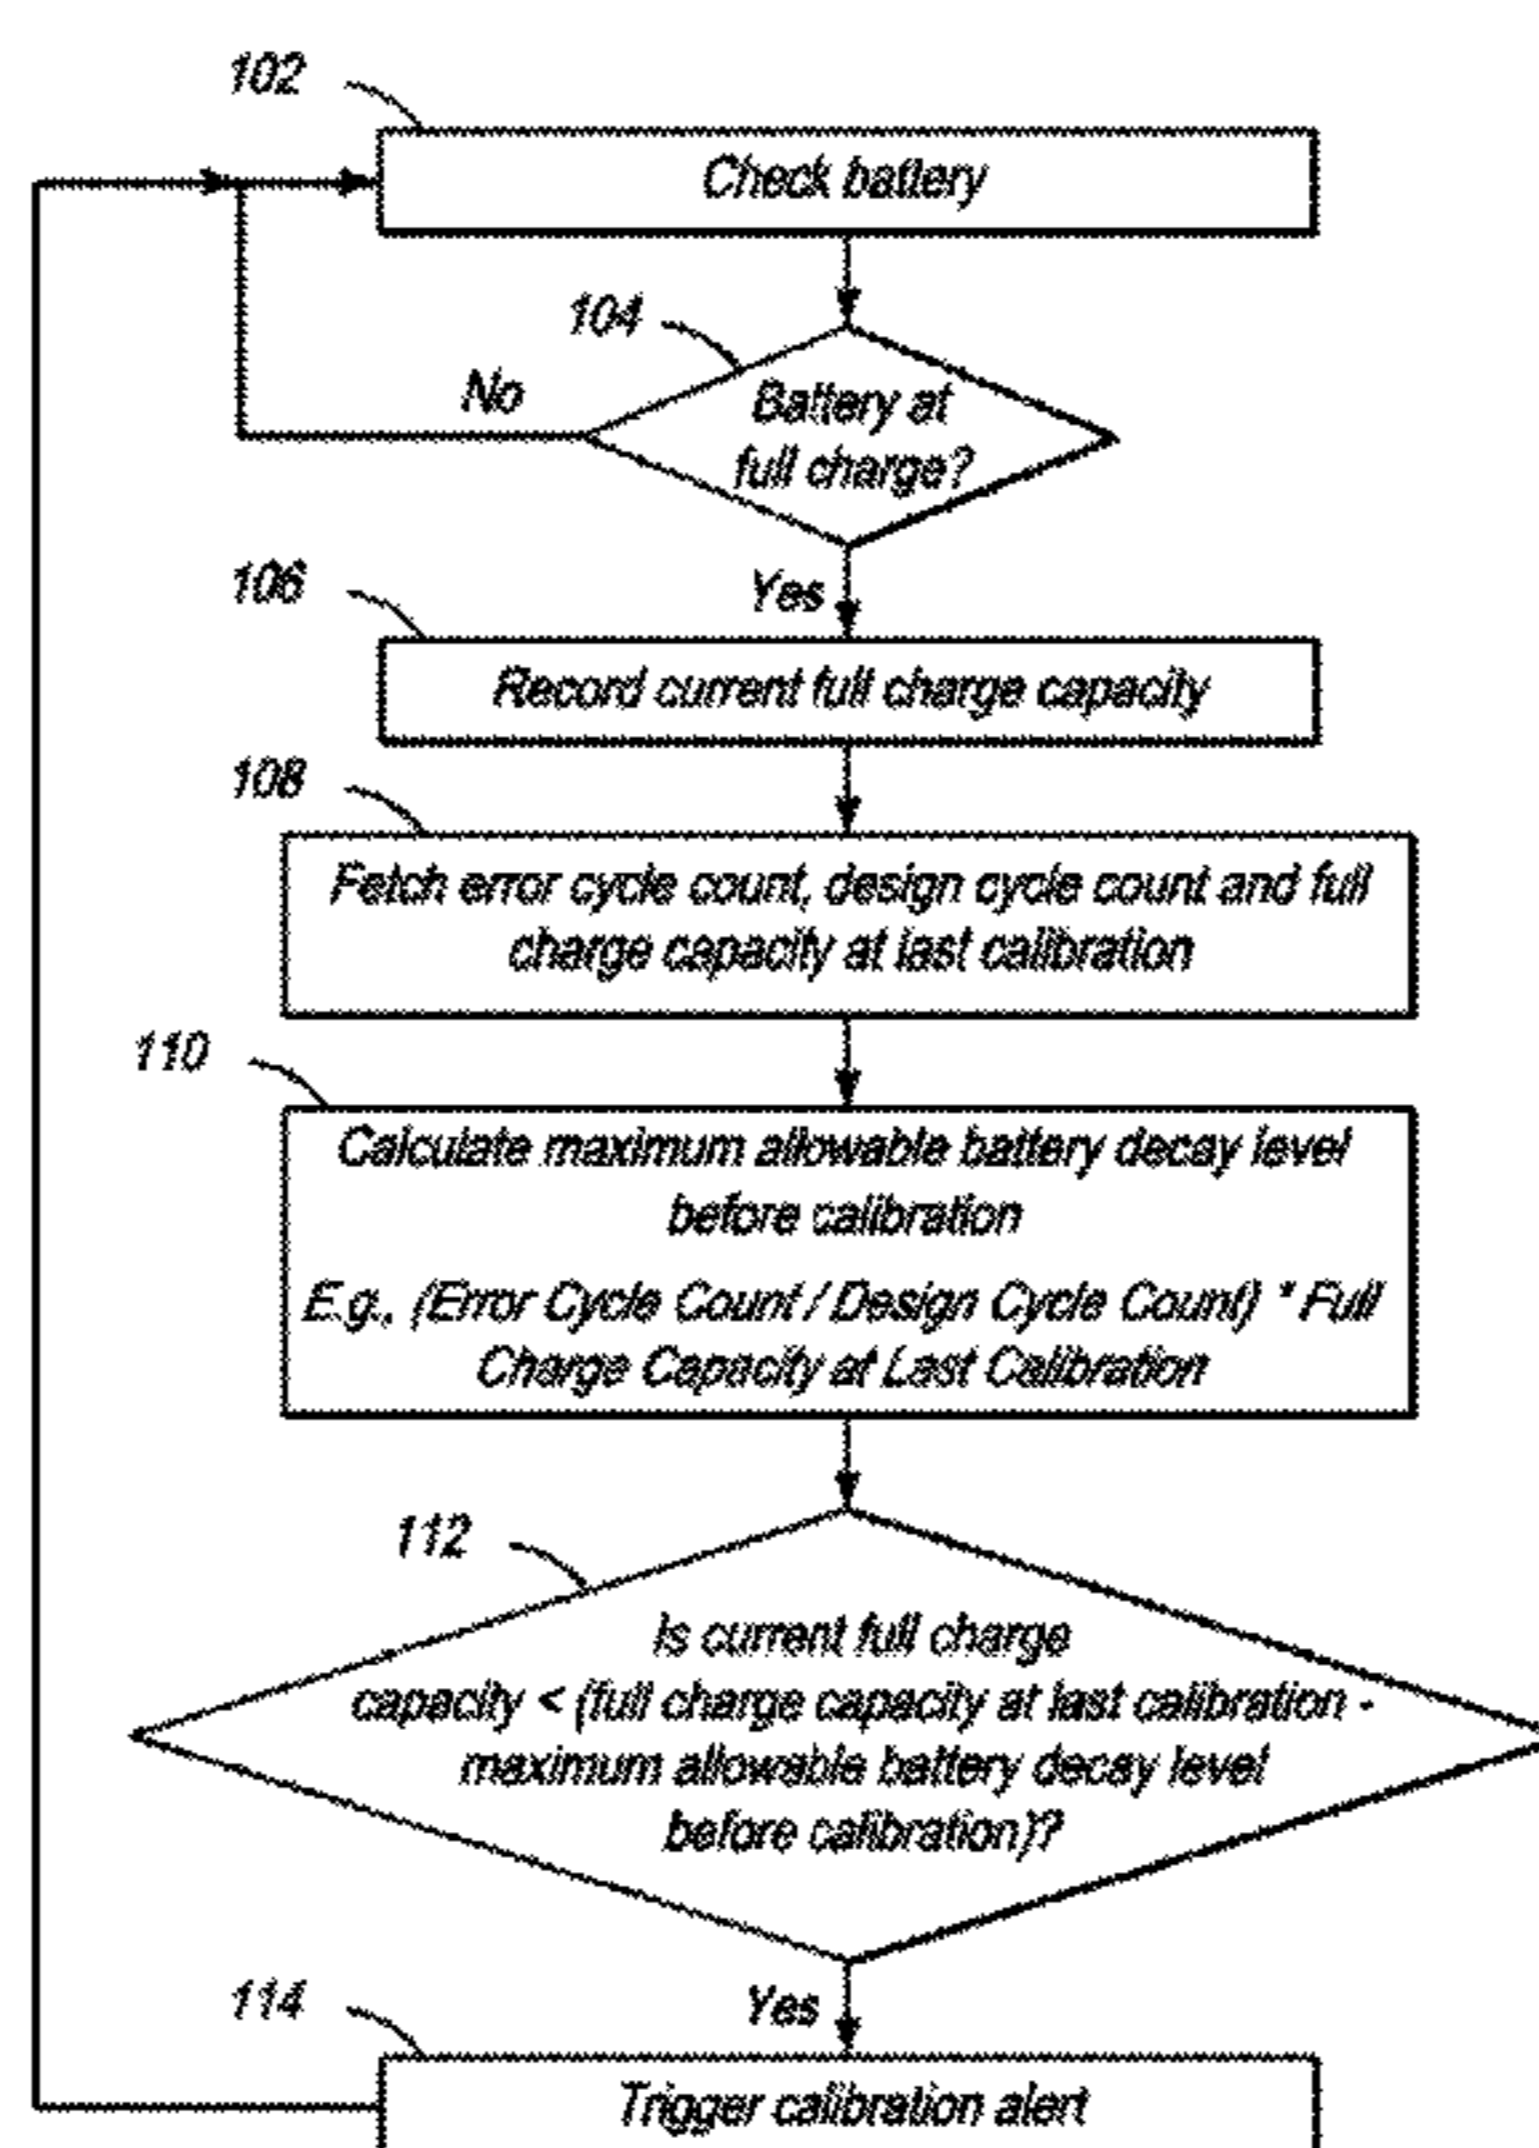 102
Check battery
104
Battery at
full charge?
No
Yes
106
Record current full charge capacity
108
Fetch error cycle count, design cycle count and full
charge capacity at last calibration
110
Calculate maximum allowable battery decay level
before calibration
E.g., (Error Cycle Count / Design Cycle Count) * Full
Charge Capacity at Last Calibration
112
Is current full charge
capacity < (full charge capacity at last calibration -
maximum allowable battery decay level
before calibration)?
Yes
114
Trigger calibration alert